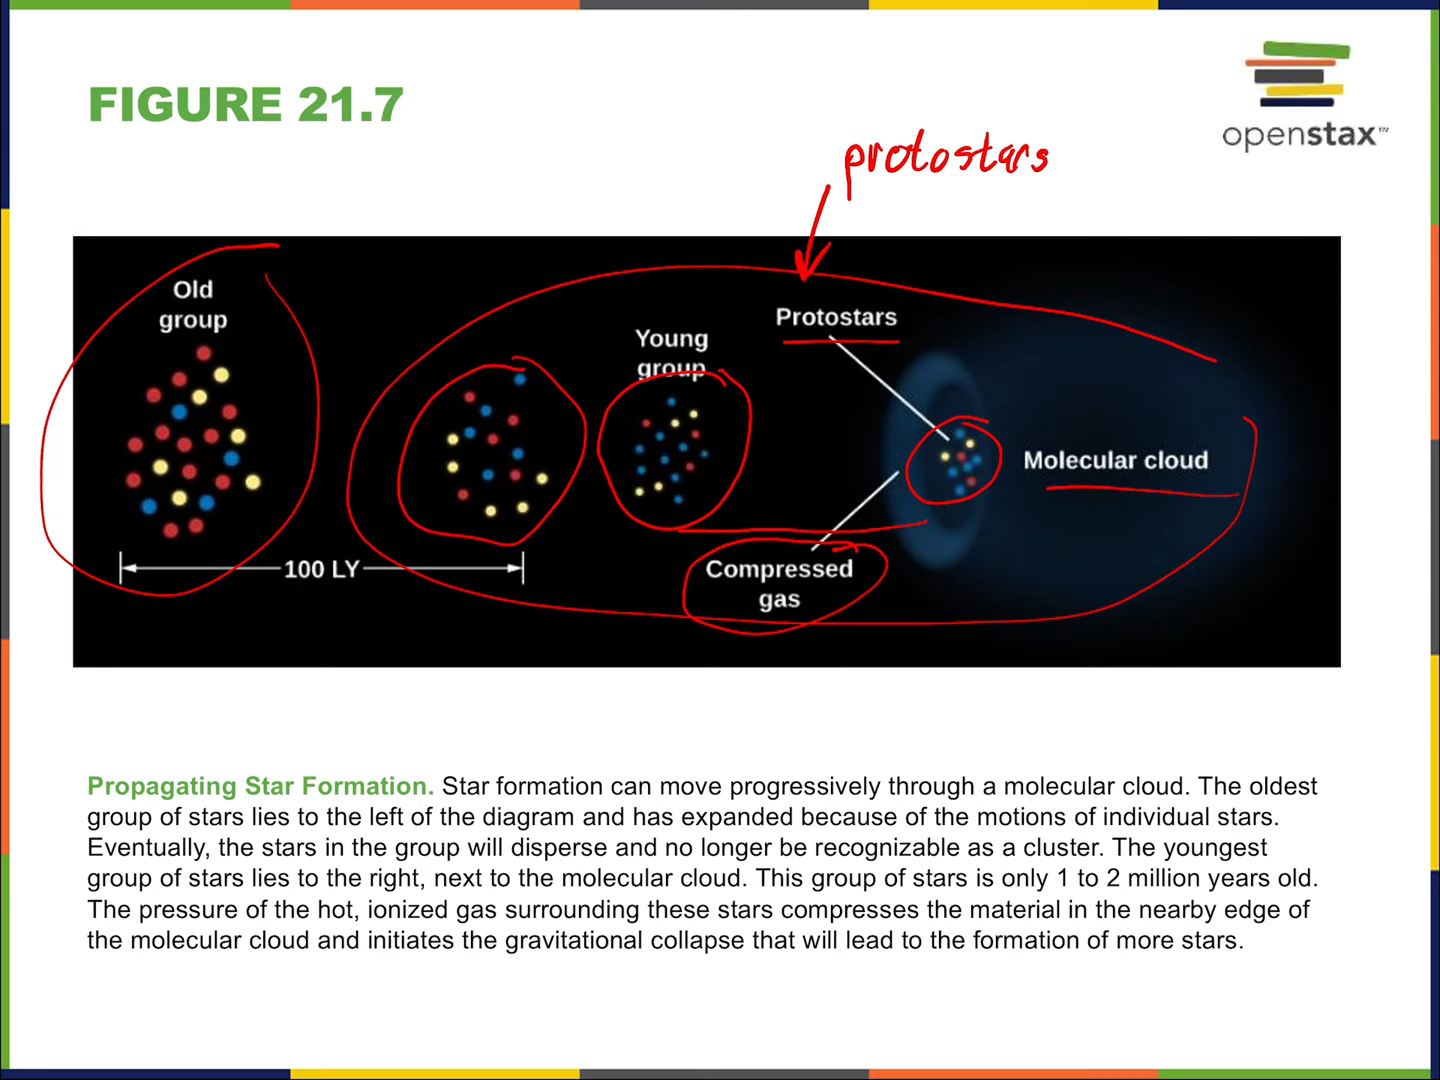 FIGURE 21.7
openstax™
protostars
Old
group
Young
group
Protostars
Molecular cloud
100 LY
Compressed
gas
Propagating Star Formation. Star formation can move progressively through a molecular cloud. The oldest
group of stars lies to the left of the diagram and has expanded because of the motions of individual stars.
Eventually, the stars in the group will disperse and no longer be recognizable as a cluster. The youngest
group of stars lies to the right, next to the molecular cloud. This group of stars is only 1 to 2 million years old.
The pressure of the hot, ionized gas surrounding these stars compresses the material in the nearby edge of
the molecular cloud and initiates the gravitational collapse that will lead to the formation of more stars.